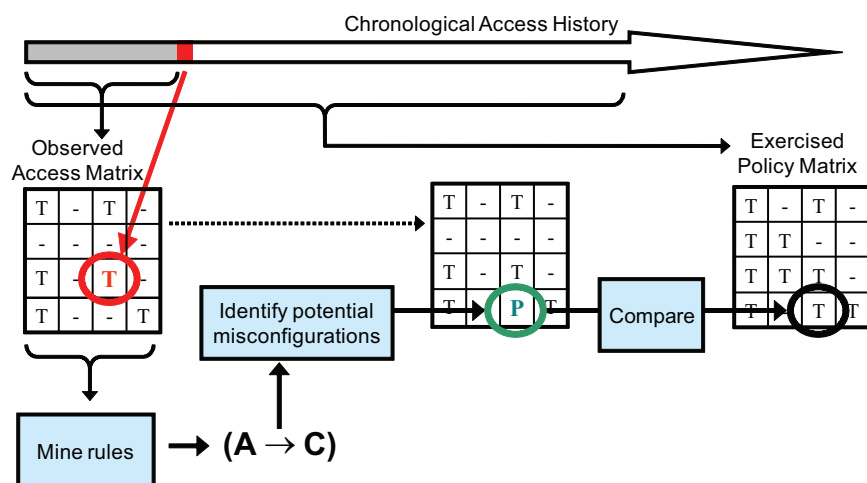 Chronological Access History
Observed
Access Matrix
Exercised
Policy Matrix
T - T -
- - - -
T - T -
T - - T
T - T -
- - - -
T - T -
T P T
T - T -
T T - -
T T T -
T T T
Identify potential
misconfigurations
Compare
Mine rules
(A → C)